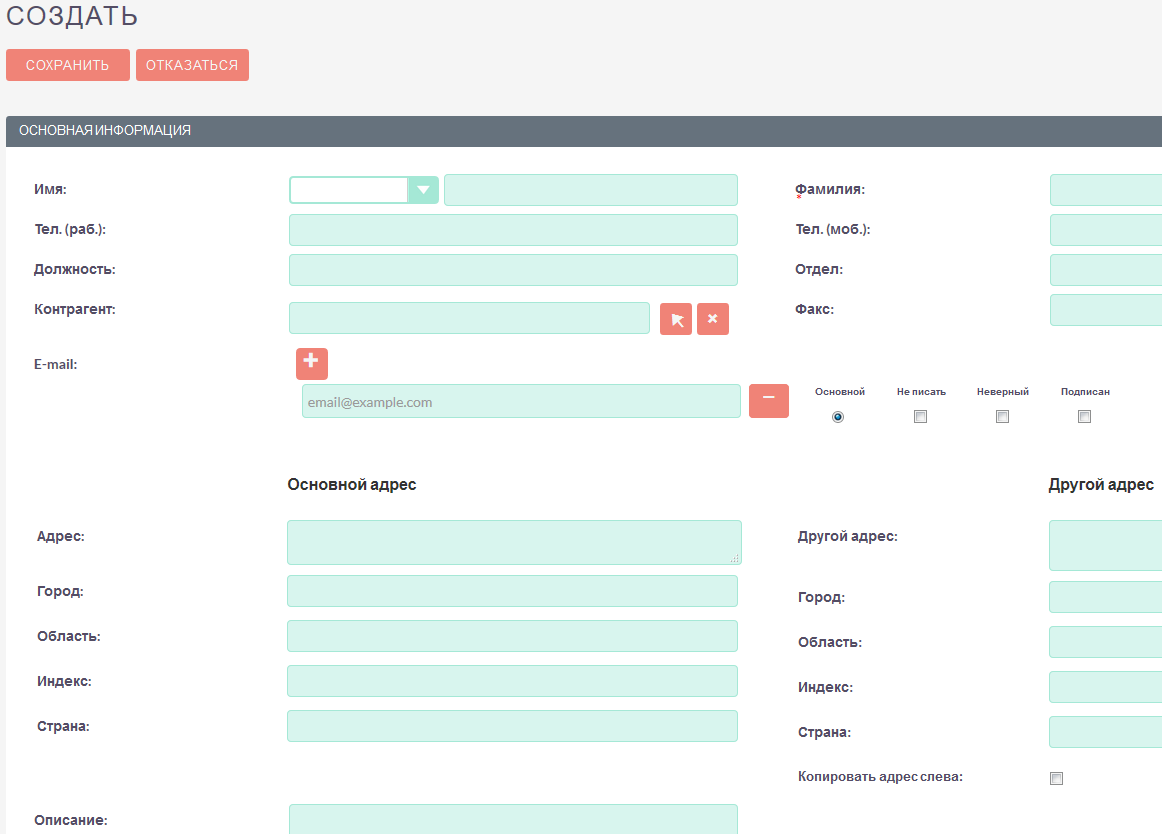 СОЗДАТЬ
СОХРАНИТЬ ОТКАЗАТЬСЯ
ОСНОВНАЯ ИНФОРМАЦИЯ
Имя: Фамилия:
*
Тел. (раб.): Тел. (моб.):
Должность: Отдел:
Контрагент: Факс:
E-mail:
Основной Не писать Неверный Подписан
email@example.com
Основной адрес Другой адрес
Адрес: Другой адрес:
Город: Город:
Область: Область:
Индекс: Индекс:
Страна: Страна:
Копировать адрес слева:
Описание: